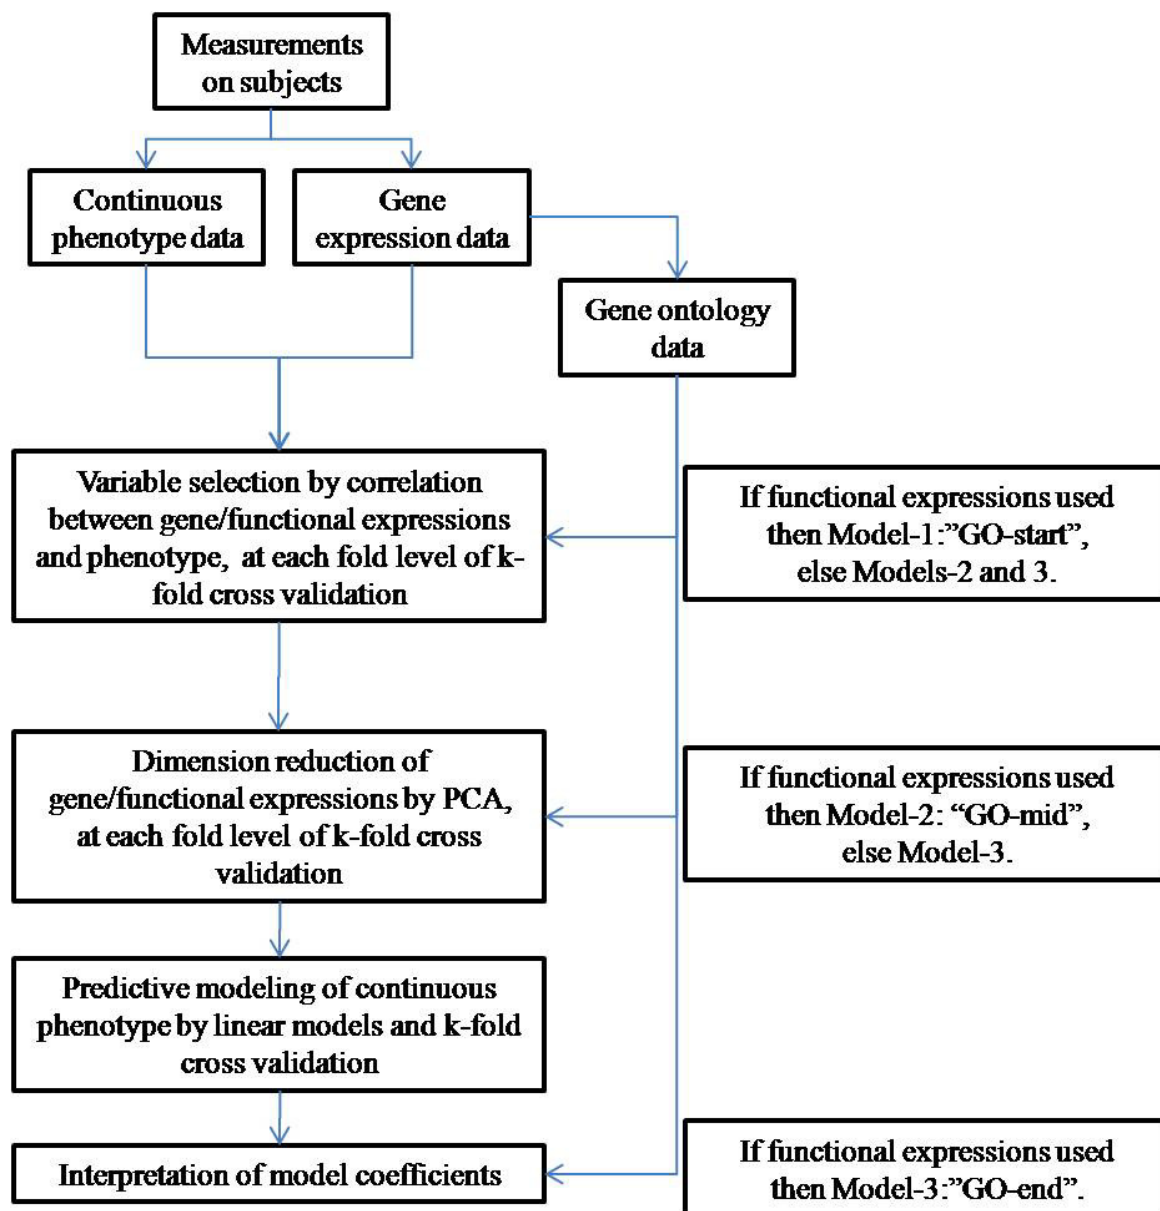 Measurements
on subjects
Continuous
phenotype data
Gene
expression data
Gene ontology
data
Variable selection by correlation
between gene/functional expressions
and phenotype, at each fold level of k-
fold cross validation
If functional expressions used
then Model-1:”GO-start”,
else Models-2 and 3.
Dimension reduction of
gene/functional expressions by PCA,
at each fold level of k-fold cross
validation
If functional expressions used
then Model-2: “GO-mid”,
else Model-3.
Predictive modeling of continuous
phenotype by linear models and k-fold
cross validation
Interpretation of model coefficients
If functional expressions used
then Model-3:”GO-end”.